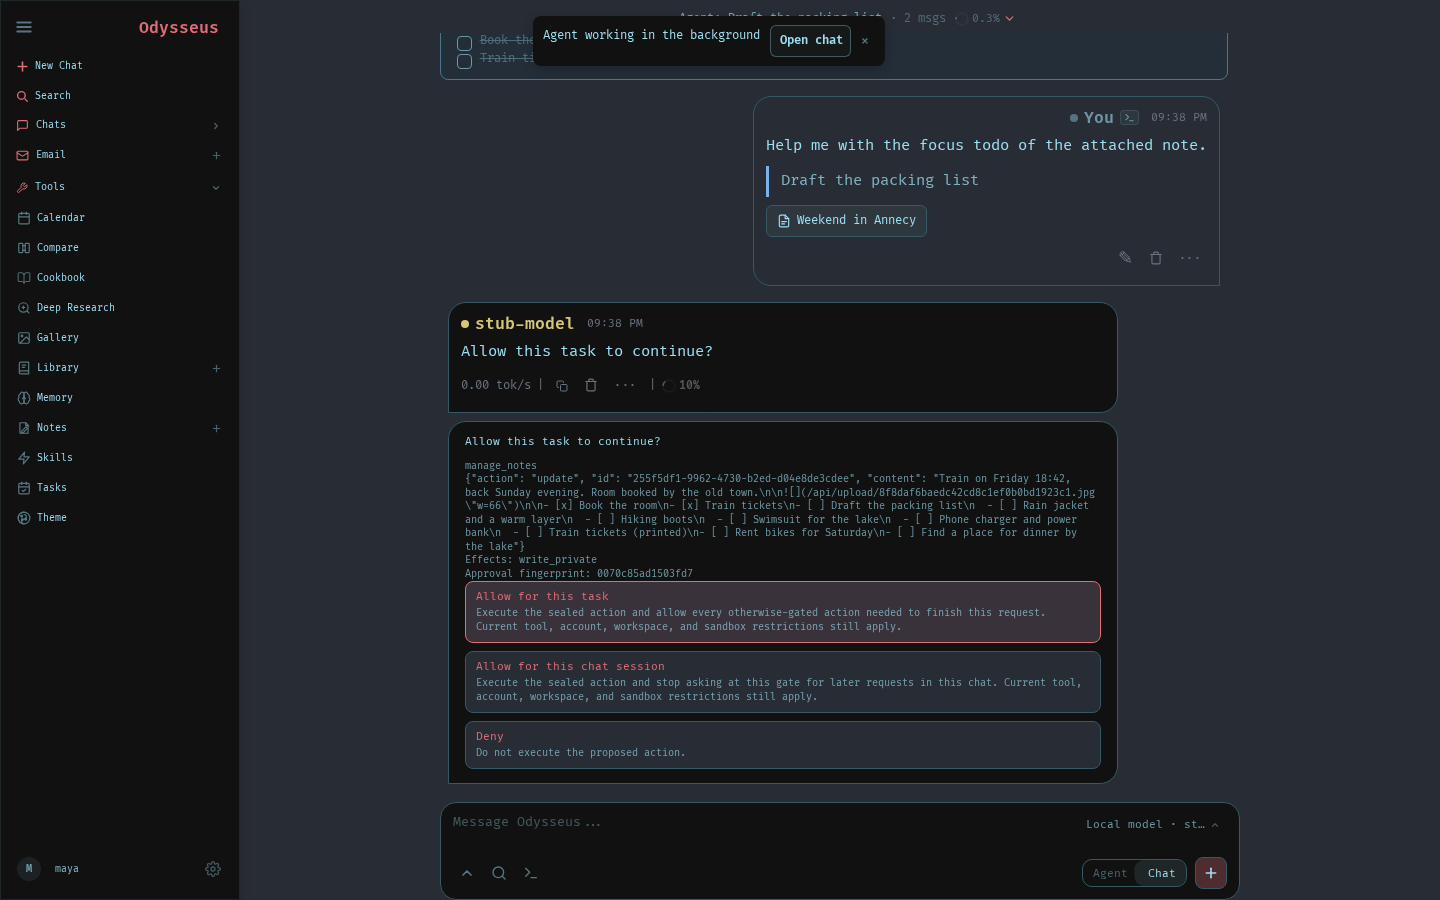 Odysseus
New Chat
Search
Chats
Email
Tools
Calendar
Compare
Cookbook
Deep Research
Gallery
Library
Memory
Notes
Skills
Tasks
Theme
M maya
Agent: Draft the packing list · 2 msgs · 0.3%
Agent working in the background Open chat ×
Book the
Train ti
You 09:38 PM
Help me with the focus todo of the attached note.
Draft the packing list
Weekend in Annecy
stub-model 09:38 PM
Allow this task to continue?
0.00 tok/s | ··· | 10%
Allow this task to continue?
manage_notes
{"action": "update", "id": "255f5df1-9962-4730-b2ed-d04e8de3cdee", "content": "Train on Friday 18:42,
back Sunday evening. Room booked by the old town.\n\n![](/api/upload/8f8daf6baedc42cd8c1ef0b0bd1923c1.jpg
\"w=66\")\n\n- [x] Book the room\n- [x] Train tickets\n- [ ] Draft the packing list\n  - [ ] Rain jacket
and a warm layer\n  - [ ] Hiking boots\n  - [ ] Swimsuit for the lake\n  - [ ] Phone charger and power
bank\n  - [ ] Train tickets (printed)\n- [ ] Rent bikes for Saturday\n- [ ] Find a place for dinner by
the lake"}
Effects: write_private
Approval fingerprint: 0070c85ad1503fd7
Allow for this task
Execute the sealed action and allow every otherwise-gated action needed to finish this request.
Current tool, account, workspace, and sandbox restrictions still apply.
Allow for this chat session
Execute the sealed action and stop asking at this gate for later requests in this chat. Current tool,
account, workspace, and sandbox restrictions still apply.
Deny
Do not execute the proposed action.
Message Odysseus...
Local model · st…
Agent Chat